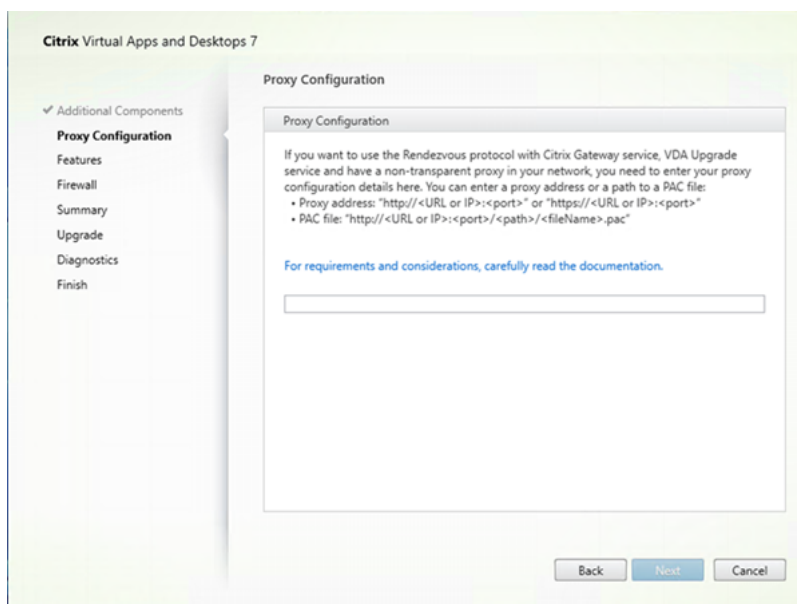 Citrix Virtual Apps and Desktops 7
✔ Additional Components
Proxy Configuration
Features
Firewall
Summary
Upgrade
Diagnostics
Finish
Proxy Configuration
Proxy Configuration
If you want to use the Rendezvous protocol with Citrix Gateway service, VDA Upgrade
service and have a non-transparent proxy in your network, you need to enter your proxy
configuration details here. You can enter a proxy address or a path to a PAC file:
• Proxy address: "http://<URL or IP>:<port>" or "https://<URL or IP>:<port>"
• PAC file: "http://<URL or IP>:<port>/<path>/<fileName>.pac"
For requirements and considerations, carefully read the documentation.
Back Next Cancel